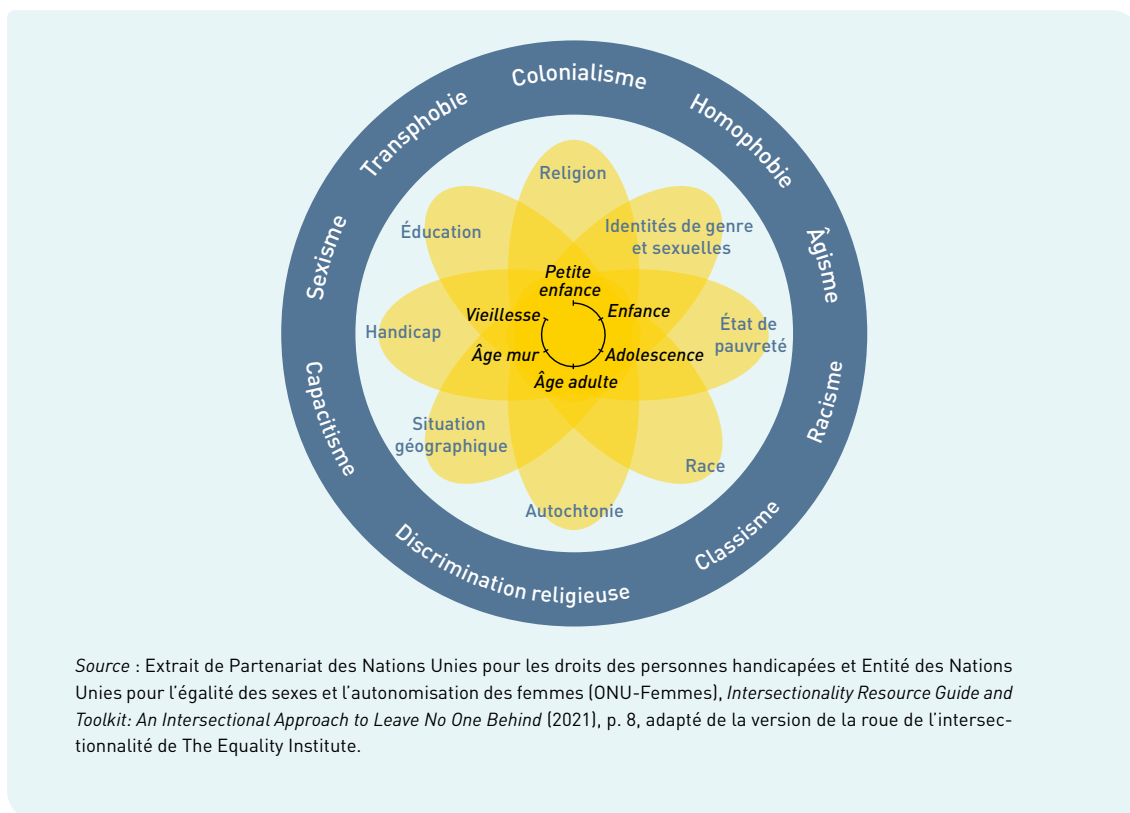 Colonialisme
Homophobie
Âgisme
Racisme
Classisme
Discrimination religieuse
Capacitisme
Sexisme
Transphobie
Religion
Identités de genre
et sexuelles
État de
pauvreté
Race
Autochtonie
Situation
géographique
Handicap
Éducation
Petite
enfance
Enfance
Adolescence
Âge adulte
Âge mur
Vieillesse
Source : Extrait de Partenariat des Nations Unies pour les droits des personnes handicapées et Entité des Nations
Unies pour l'égalité des sexes et l'autonomisation des femmes (ONU-Femmes), Intersectionality Resource Guide and
Toolkit: An Intersectional Approach to Leave No One Behind (2021), p. 8, adapté de la version de la roue de l'intersec-
tionnalité de The Equality Institute.